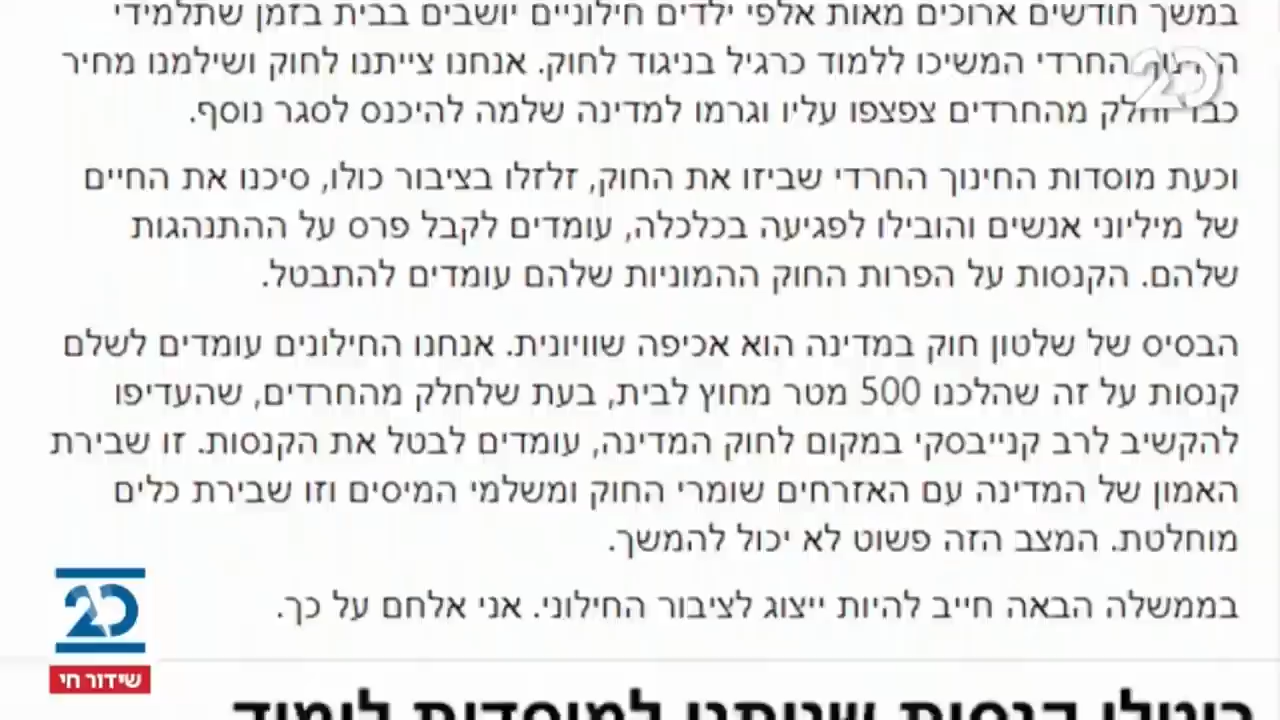 במשך חודשים ארוכים מאות אלפי ילדים חילוניים יושבים בבית בזמן שתלמידי
החרדי המשיכו ללמוד כרגיל בניגוד לחוק. אנחנו צייתנו לחוק ושילמנו מחיר
כבד וחלק מהחרדים צפצפו עליו וגרמו למדינה שלמה להיכנס לסגר נוסף.
וכעת מוסדות החינוך החרדי שביזו את החוק, זלזלו בציבור כולו, סיכנו את החיים
של מיליוני אנשים והובילו לפגיעה בכלכלה, עומדים לקבל פרס על ההתנהגות
שלהם. הקנסות על הפרות החוק ההמוניות שלהם עומדים להתבטל.
הבסיס של שלטון חוק במדינה הוא אכיפה שוויונית. אנחנו החילונים עומדים לשלם
קנסות על זה שהלכנו 500 מטר מחוץ לבית, בעת שלחלק מהחרדים, שהעדיפו
להקשיב לרב קנייבסקי במקום לחוק המדינה, עומדים לבטל את הקנסות. זו שבירת
האמון של המדינה עם האזרחים שומרי החוק ומשלמי המיסים וזו שבירת כלים
מוחלטת. המצב הזה פשוט לא יכול להמשך.
בממשלה הבאה חייב להיות ייצוג לציבור החילוני. אני אלחם על כך.
20
20
שידור חי
קנסות שניתנו למוסדות לימוד